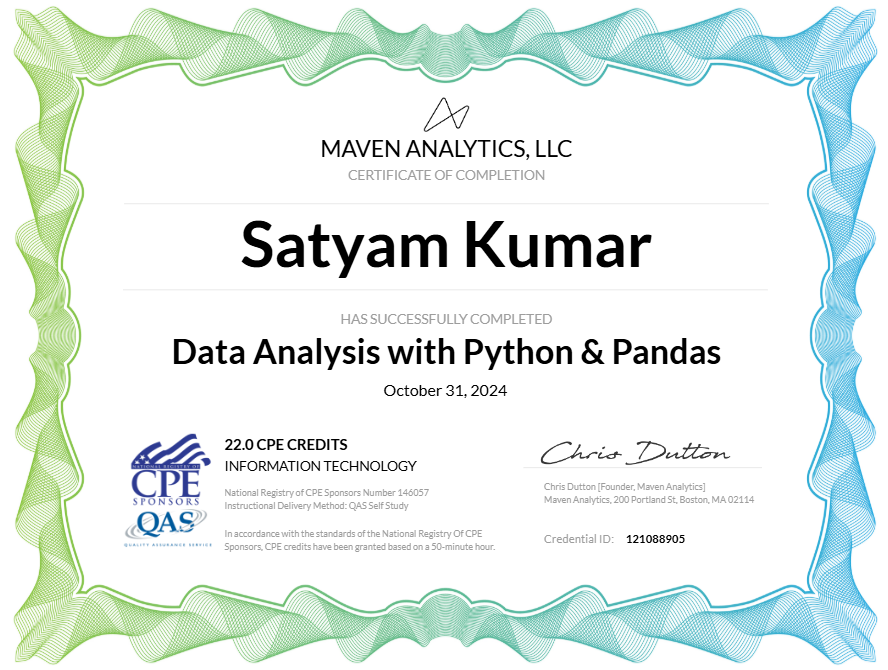 MAVEN ANALYTICS, LLC
CERTIFICATE OF COMPLETION
Satyam Kumar
HAS SUCCESSFULLY COMPLETED
Data Analysis with Python & Pandas
October 31, 2024
NATIONAL REGISTRY OF
CPE
SPONSORS
QAS
QUALITY ASSURANCE SERVICE
22.0 CPE CREDITS
INFORMATION TECHNOLOGY
National Registry of CPE Sponsors Number 146057
Instructional Delivery Method: QAS Self Study
In accordance with the standards of the National Registry Of CPE
Sponsors, CPE credits have been granted based on a 50-minute hour.
Chris Dutton
Chris Dutton [Founder, Maven Analytics]
Maven Analytics, 200 Portland St, Boston, MA 02114
Credential ID: 121088905